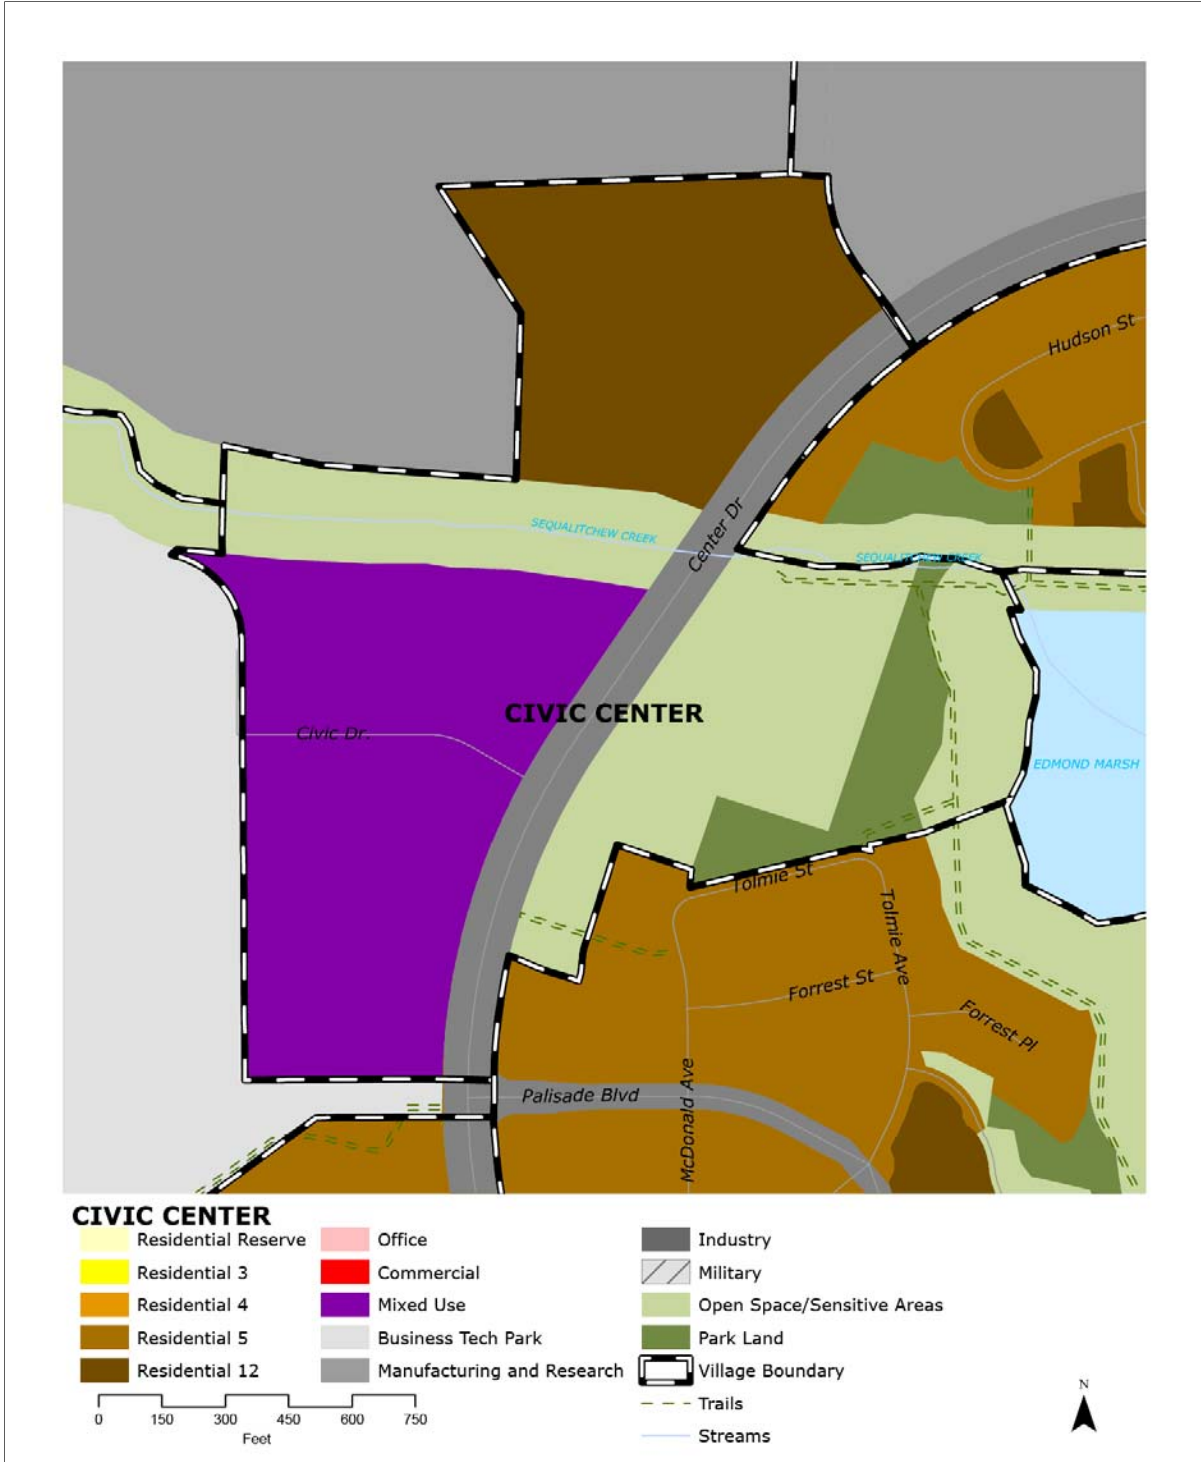 Hudson St
Center Dr
SEQUALITCHEW CREEK
SEQUALITCHEW CREEK
CIVIC CENTER
Civic Dr.
EDMOND MARSH
Tolmie St
Tolmie Ave
Forrest St
Forrest Pl
McDonald Ave
Palisade Blvd
CIVIC CENTER
Residential Reserve
Residential 3
Residential 4
Residential 5
Residential 12
Office
Commercial
Mixed Use
Business Tech Park
Manufacturing and Research
Industry
Military
Open Space/Sensitive Areas
Park Land
Village Boundary
Trails
Streams
0 150 300 450 600 750
Feet
N